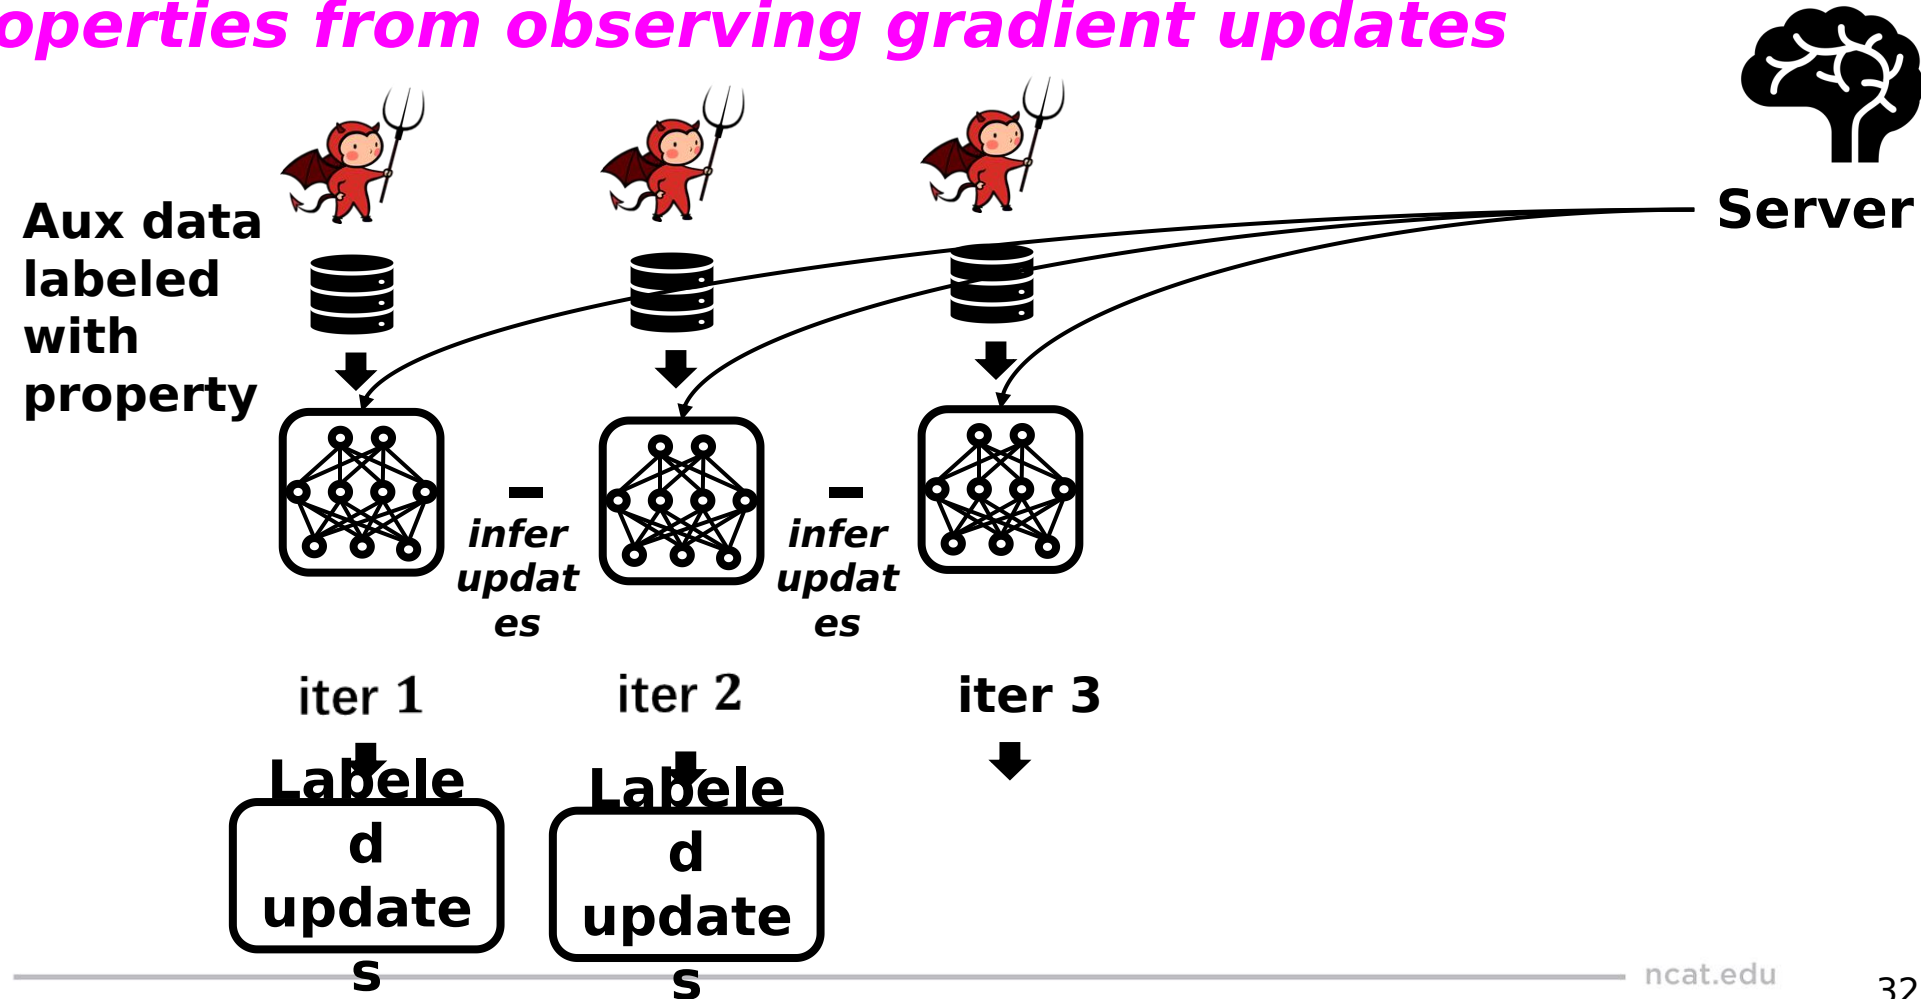 operties from observing gradient updates
Server
Aux data
labeled
with
property
infer
updat
es
infer
updat
es
iter 1
iter 2
iter 3
Labele
d
update
s
Labele
d
update
s
ncat.edu
32